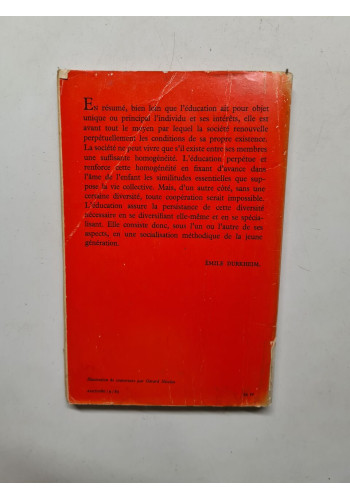 En résumé, bien loin que l'éducation ait pour objet
unique ou principal l'individu et ses intérêts, elle est
avant tout le moyen par lequel la société renouvelle
perpétuellement les conditions de sa propre existence.
La société ne peut vivre que s'il existe entre ses membres
une suffisante homogénéité. L'éducation perpétue et
renforce cette homogénéité en fixant d'avance dans
l'âme de l'enfant les similitudes essentielles que sup-
pose la vie collective. Mais, d'un autre côté, sans une
certaine diversité, toute coopération serait impossible.
L'éducation assure la persistance de cette diversité
nécessaire en se diversifiant elle-même et en se spécia-
lisant. Elle consiste donc, sous l'un ou l'autre de ses
aspects, en une socialisation méthodique de la jeune
génération.
ÉMILE DURKHEIM.
de couverture par